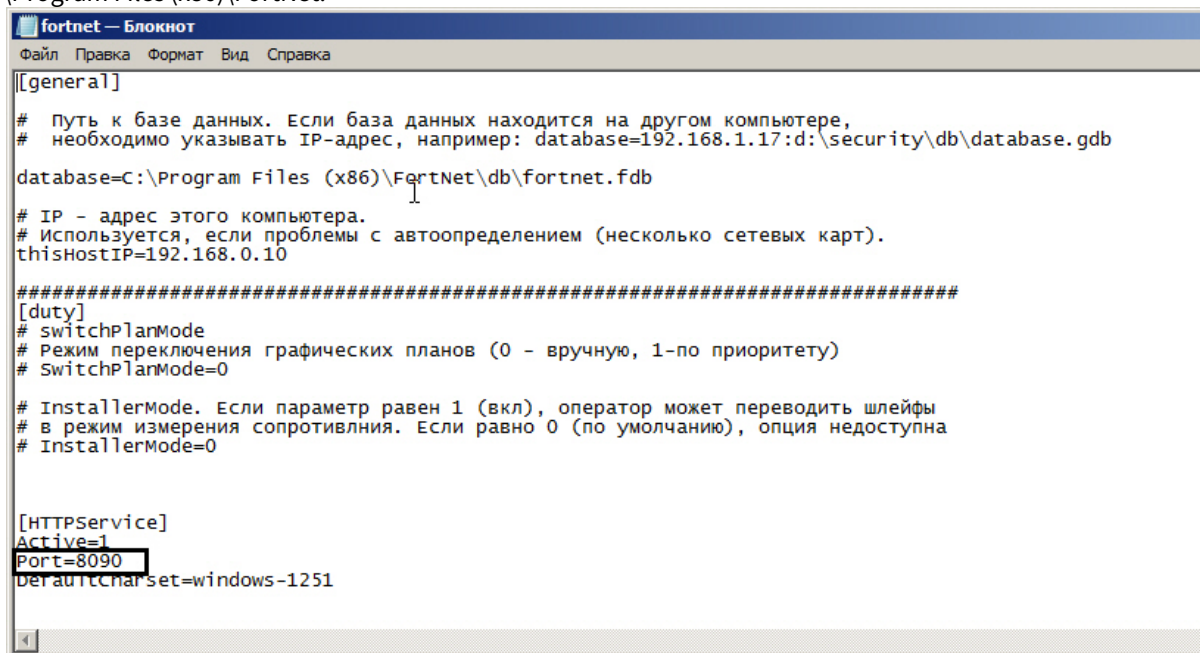 \Program Files (x86)\FortNet.
fortnet — Блокнот
Файл Правка Формат Вид Справка
[general]
# Путь к базе данных. Если база данных находится на другом компьютере,
# необходимо указывать IP-адрес, например: database=192.168.1.17:d:\security\db\database.gdb
database=C:\Program Files (x86)\FortNet\db\fortnet.fdb
# IP - адрес этого компьютера.
# Используется, если проблемы с автоопределением (несколько сетевых карт).
thisHostIP=192.168.0.10
################################################################################
[duty]
# switchPlanMode
# Режим переключения графических планов (0 - вручную, 1-по приоритету)
# SwitchPlanMode=0
# InstallerMode. Если параметр равен 1 (вкл), оператор может переводить шлейфы
# в режим измерения сопротивлния. Если равно 0 (по умолчанию), опция недоступна
# InstallerMode=0
[HTTPService]
Active=1
Port=8090
DefaultCharset=windows-1251